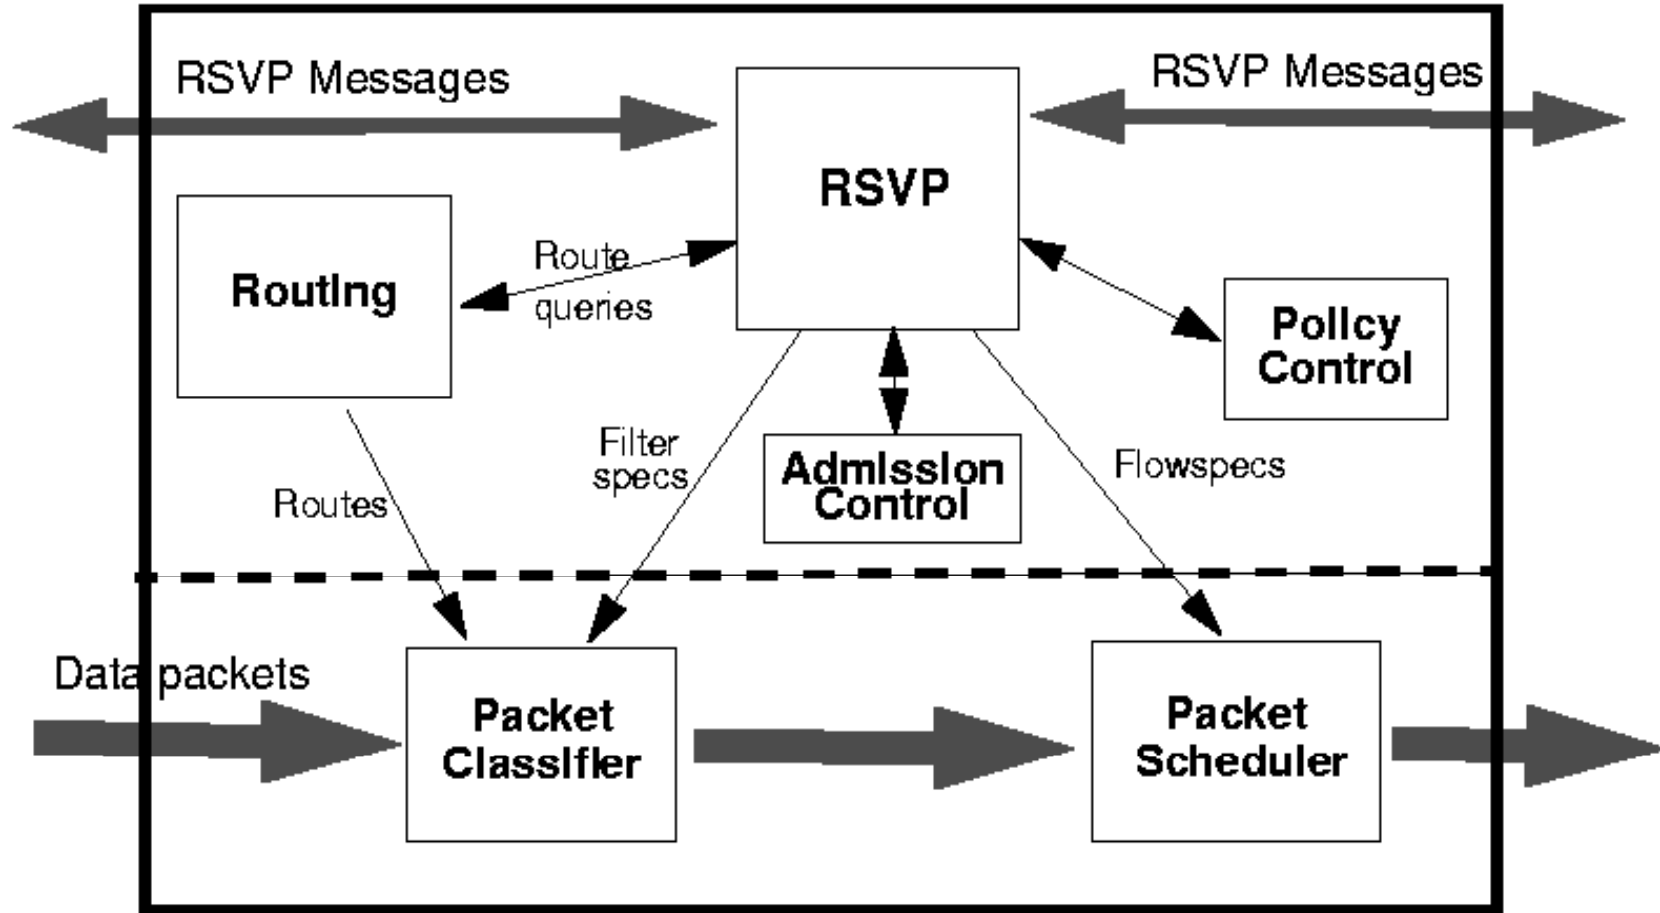 RSVP Messages
RSVP Messages
RSVP
Routing
Route
queries
Policy
Control
Filter
specs
Admission
Control
Flowspecs
Routes
Data packets
Packet
Classifier
Packet
Scheduler